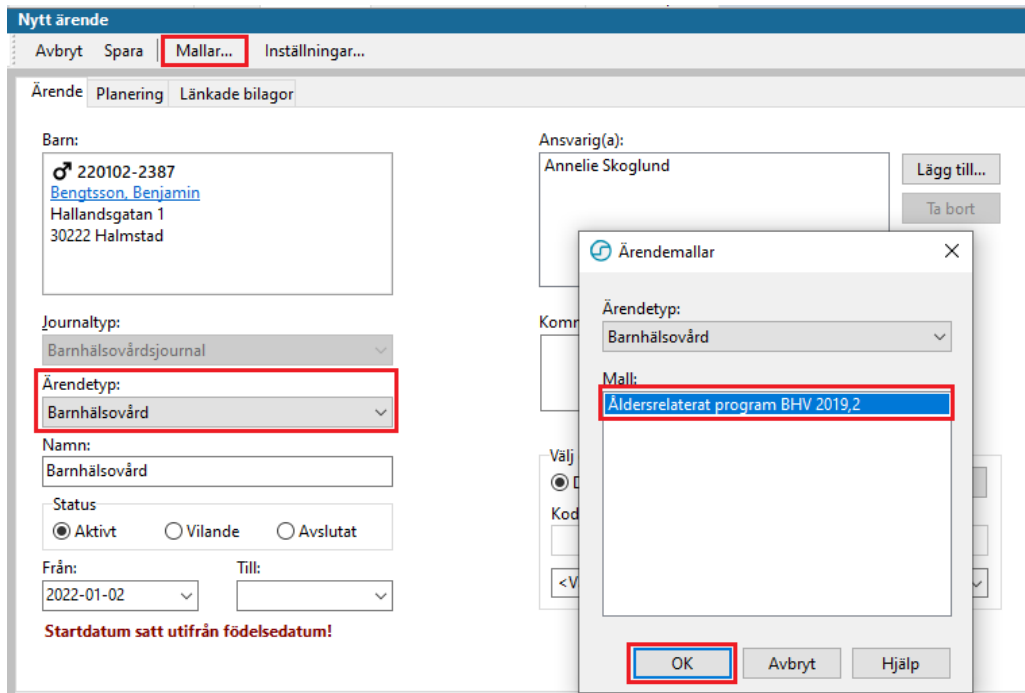 Nytt ärende
Avbryt Spara Mallar... Inställningar...
Ärende Planering Länkade bilagor
Barn:
220102-2387
Bengtsson, Benjamin
Hallandsgatan 1
30222 Halmstad
Journaltyp:
Barnhälsovårdsjournal
Ärendetyp:
Barnhälsovård
Namn:
Barnhälsovård
Status
Aktivt Vilande Avslutat
Från: Till:
2022-01-02
Startdatum satt utifrån födelsedatum!
Ansvarig(a):
Annelie Skoglund
Lägg till...
Ta bort
Välj
Kod
Ärendemallar
Ärendetyp:
Barnhälsovård
Mall:
Åldersrelaterat program BHV 2019,2
OK Avbryt Hjälp